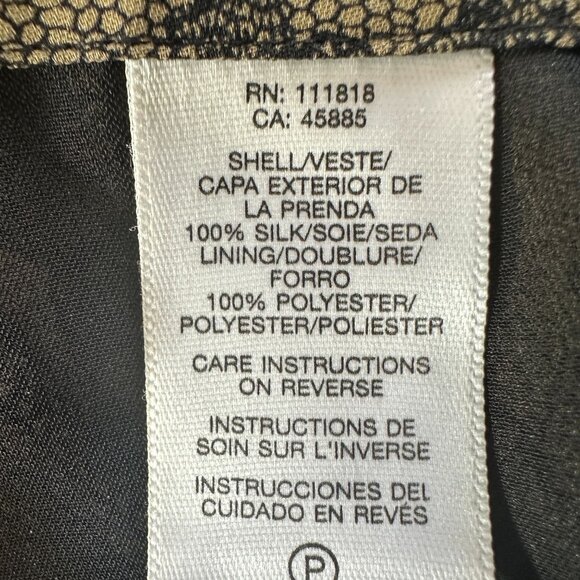 RN: 111818
CA: 45885
SHELL/VESTE/
CAPA EXTERIOR DE
LA PRENDA
100% SILK/SOIE/SEDA
LINING/DOUBLURE/
FORRO
100% POLYESTER/
POLYESTER/POLIESTER
CARE INSTRUCTIONS
ON REVERSE
INSTRUCTIONS DE
SOIN SUR L'INVERSE
INSTRUCCIONES DEL
CUIDADO EN REVÉS
P